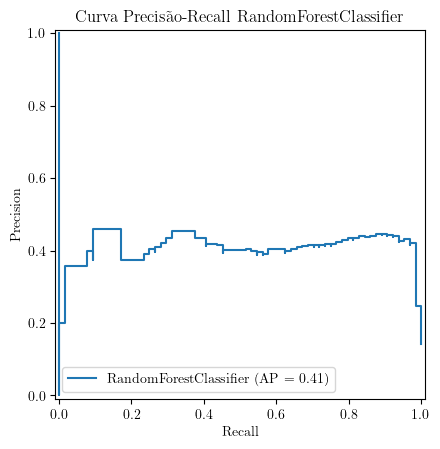 Curva Precisão-Recall RandomForestClassifier
1.0
0.8
0.6
Precision
0.4
0.2
0.0
RandomForestClassifier (AP = 0.41)
0.0 0.2 0.4 0.6 0.8 1.0
Recall